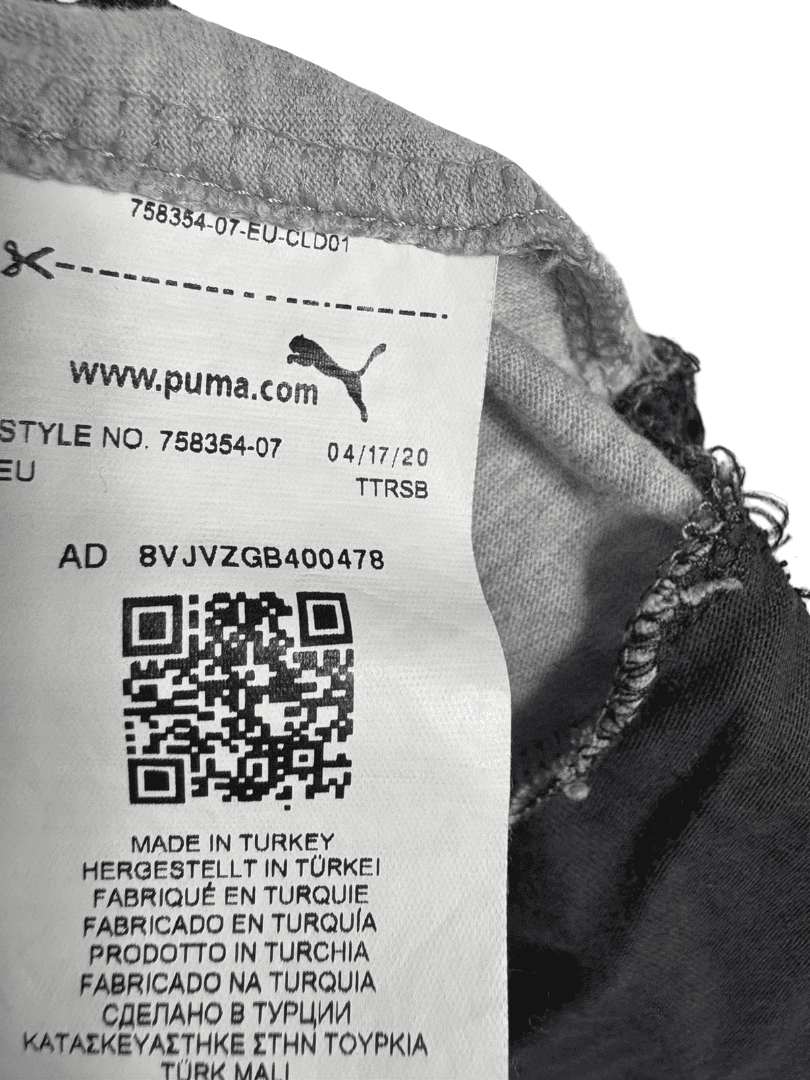 758354-07-EU-CLD01
www.puma.com
STYLE NO. 758354-07 04/17/20
EU TTRSB
AD 8VJVZGB400478
MADE IN TURKEY
HERGESTELLT IN TÜRKEI
FABRIQUÉ EN TURQUIE
FABRICADO EN TURQUÍA
PRODOTTO IN TURCHIA
FABRICADO NA TURQUIA
СДЕЛАНО В ТУРЦИИ
ΚΑΤΑΣΚΕΥΑΣΤΗΚΕ ΣΤΗΝ ΤΟΥΡΚΙΑ
TÜRK MALI